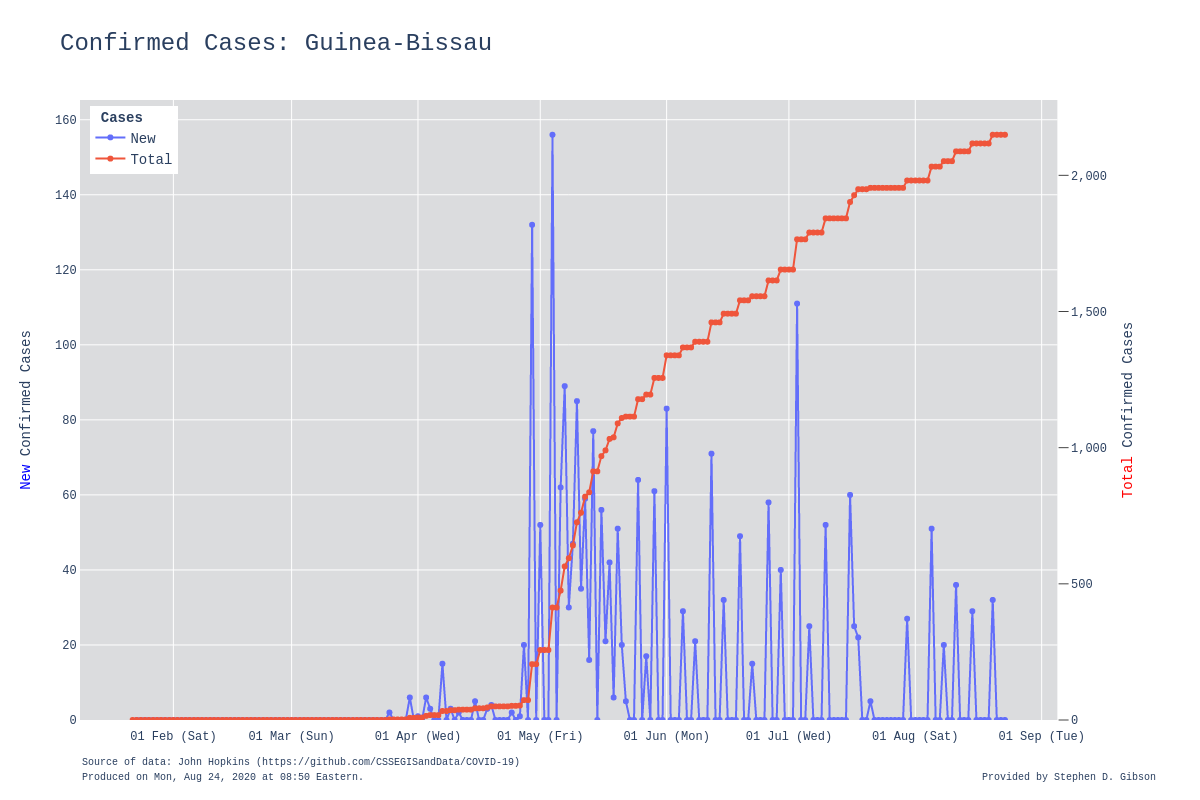 Confirmed Cases: Guinea-Bissau
Cases
New
Total
160
140
120
100
80
60
40
20
0
New Confirmed Cases
2,000
1,500
1,000
500
0
Total Confirmed Cases
01 Feb (Sat) 01 Mar (Sun) 01 Apr (Wed) 01 May (Fri) 01 Jun (Mon) 01 Jul (Wed) 01 Aug (Sat) 01 Sep (Tue)
Source of data: John Hopkins (https://github.com/CSSEGISandData/COVID-19)
Produced on Mon, Aug 24, 2020 at 08:50 Eastern.
Provided by Stephen D. Gibson